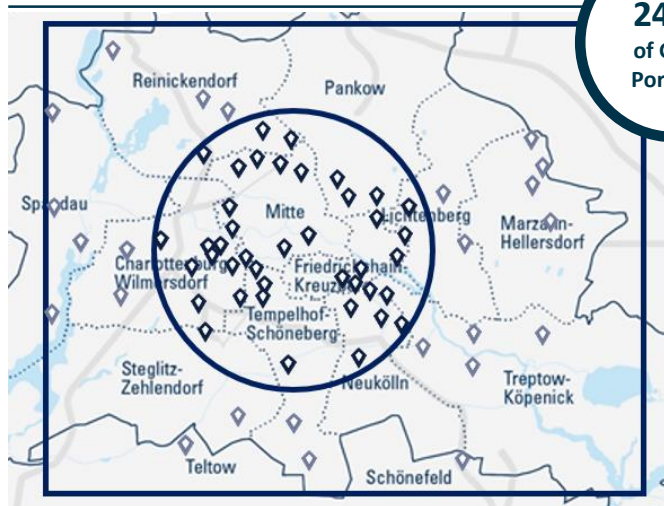 24
of
Por
Reinickendorf
Pankow
Spandau
Mitte
Lichtenberg
Marzahn-
Hellersdorf
Charlottenburg
Wilmersdorf
Friedrichshain-
Kreuzberg
Tempelhof-
Schöneberg
Steglitz-
Zehlendorf
Neukölln
Treptow-
Köpenick
Teltow
Schönefeld